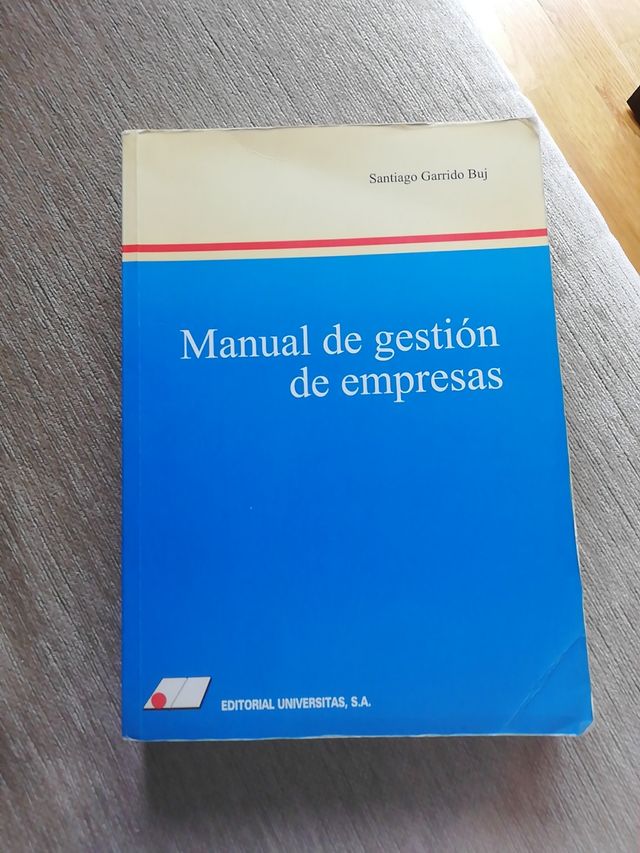 Santiago Garrido Buj
Manual de gestión
de empresas
EDITORIAL UNIVERSITAS, S.A.